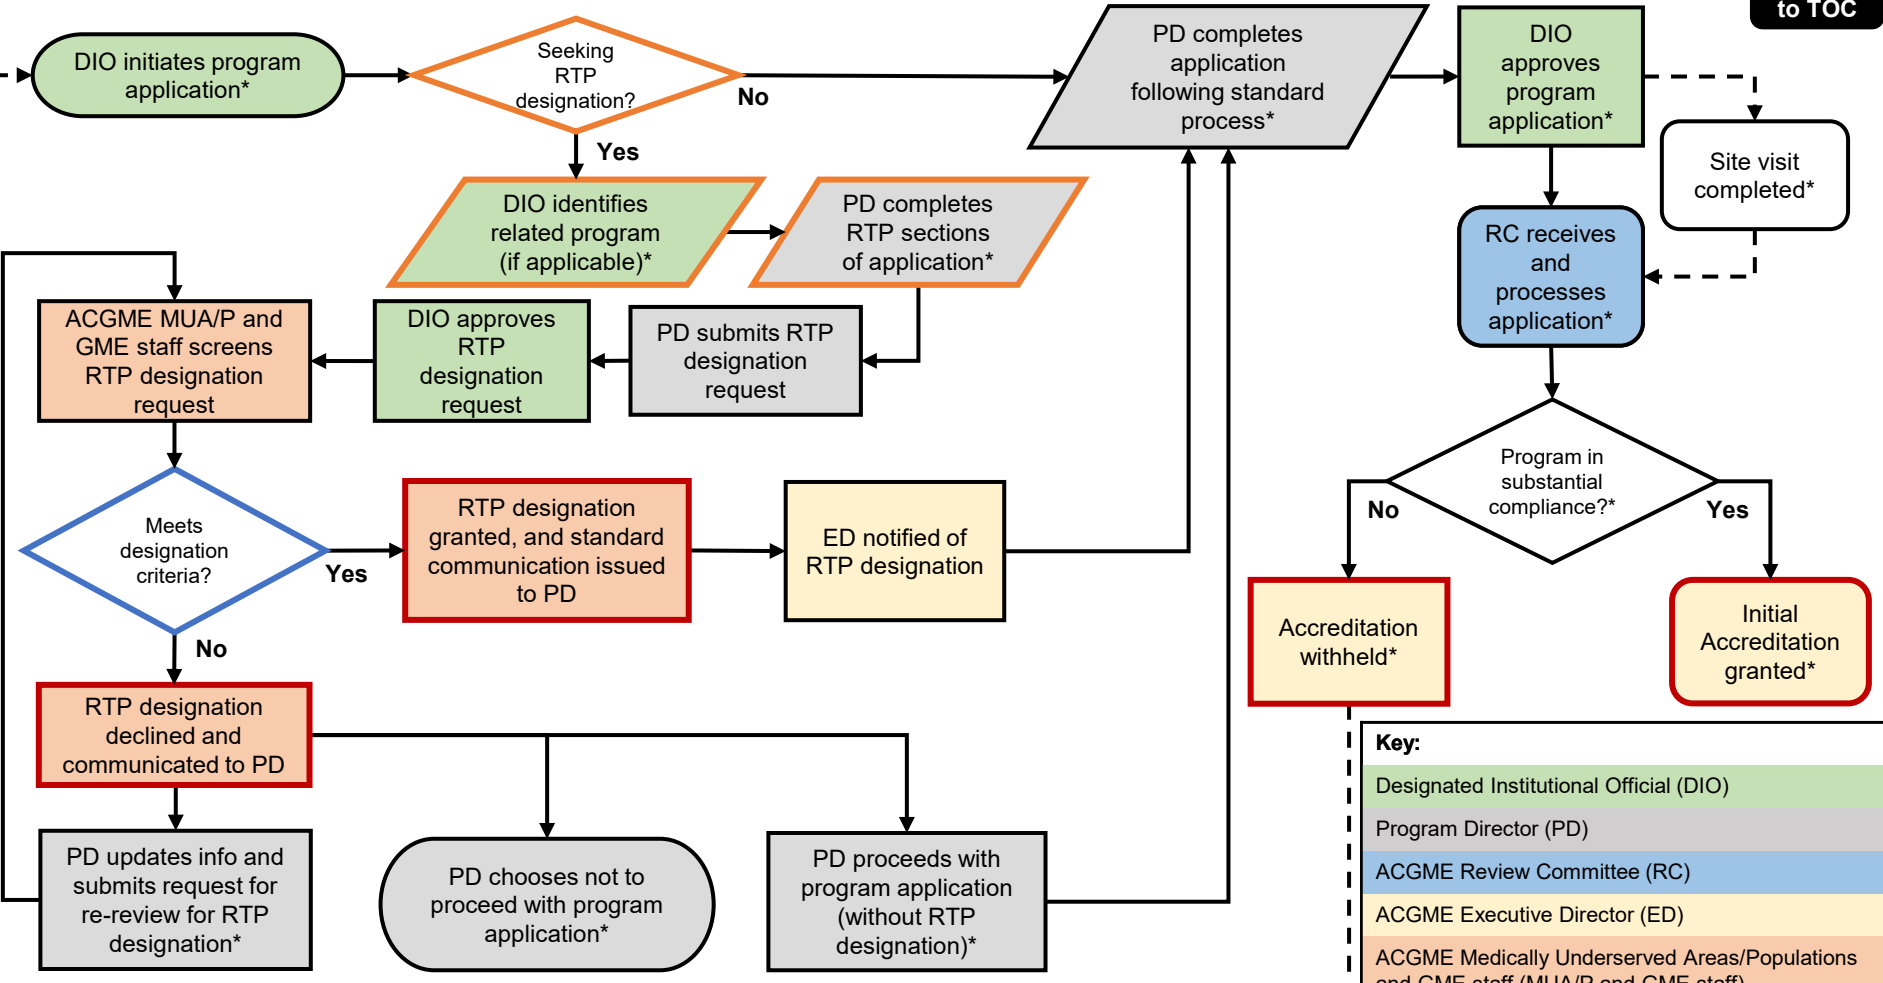 to TOC
DIO initiates program
application*
Seeking
RTP
designation?
No
Yes
PD completes
application
following standard
process*
DIO
approves
program
application*
Site visit
completed*
DIO identifies
related program
(if applicable)*
PD completes
RTP sections
of application*
RC receives
and
processes
application*
ACGME MUA/P and
GME staff screens
RTP designation
request
DIO approves
RTP
designation
request
PD submits RTP
designation
request
Program in
substantial
compliance?*
No
Yes
Meets
designation
criteria?
Yes
No
RTP designation
granted, and standard
communication issued
to PD
ED notified of
RTP designation
Accreditation
withheld*
Initial
Accreditation
granted*
RTP designation
declined and
communicated to PD
PD updates info and
submits request for
re-review for RTP
designation*
PD chooses not to
proceed with program
application*
PD proceeds with
program application
(without RTP
designation)*
Key:
Designated Institutional Official (DIO)
Program Director (PD)
ACGME Review Committee (RC)
ACGME Executive Director (ED)
ACGME Medically Underserved Areas/Populations
and GME staff (MUA/P and GME staff)